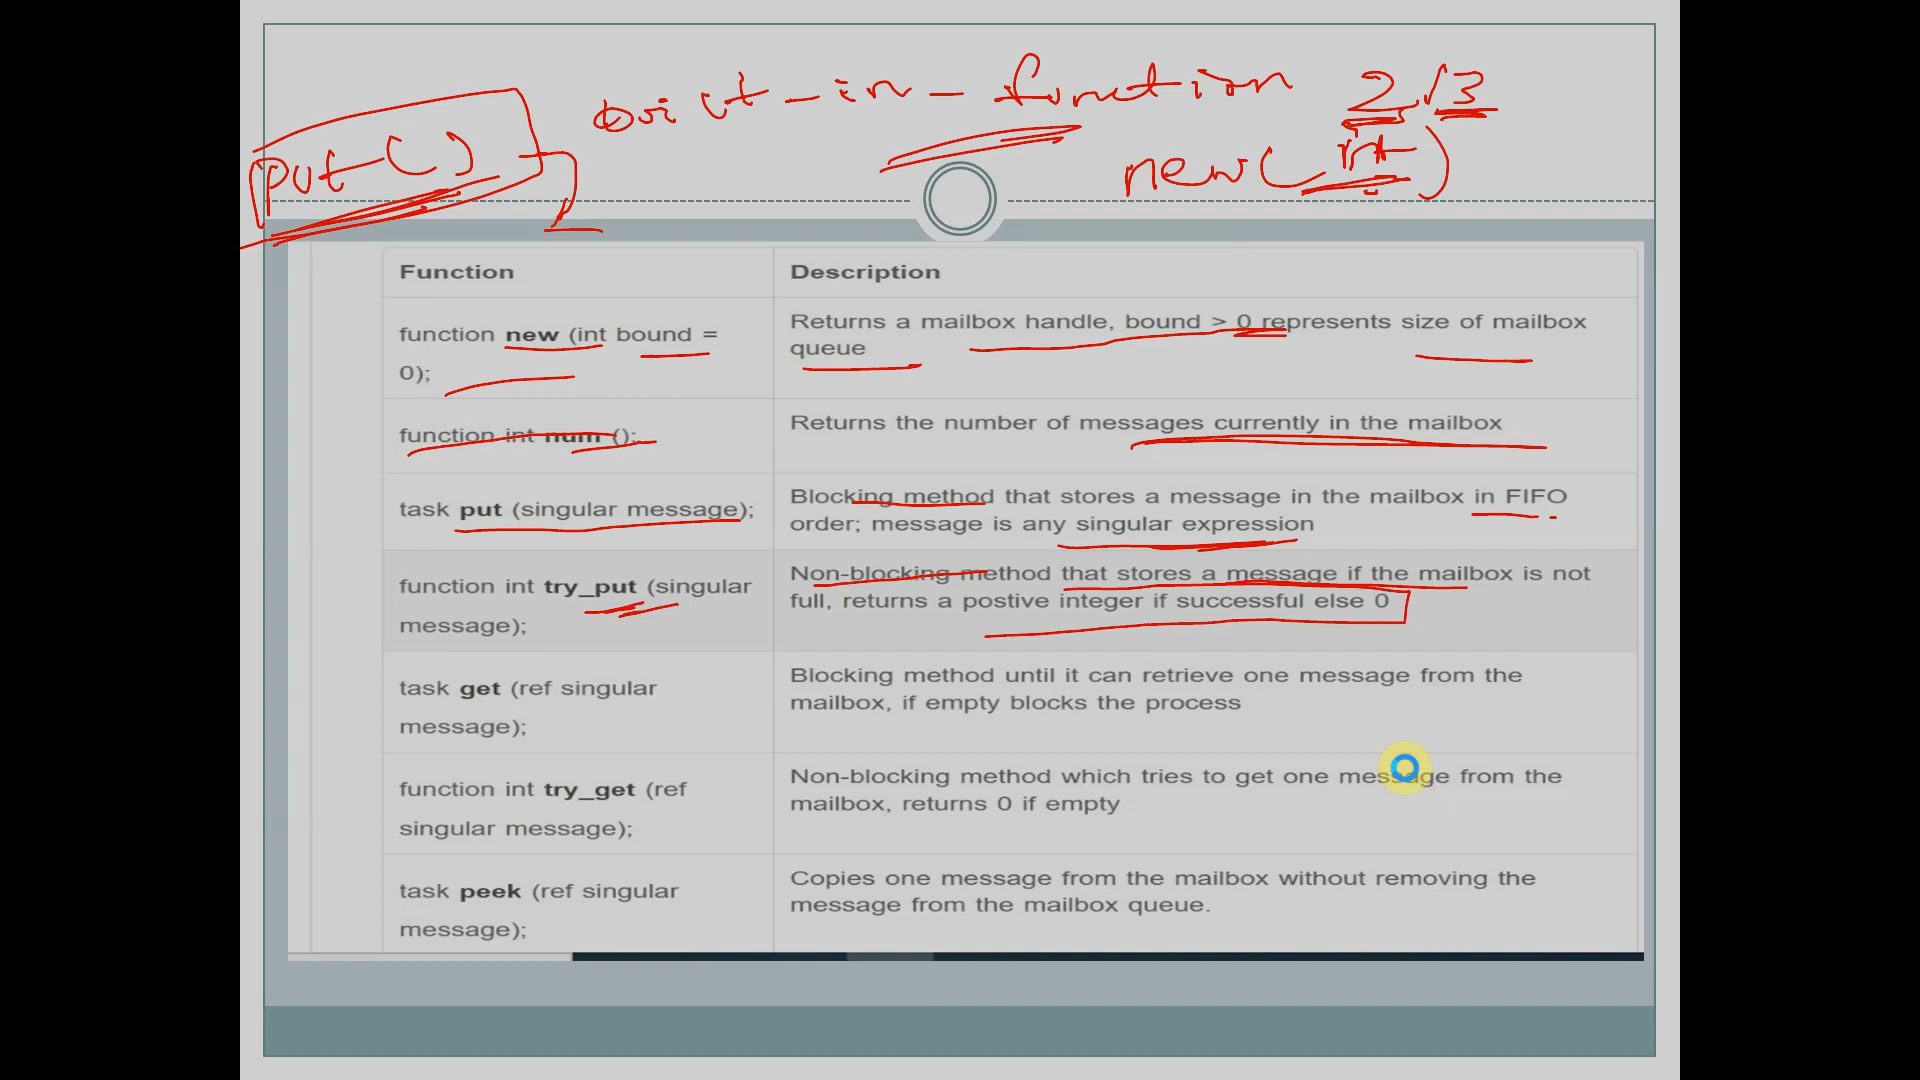 built-in-function 2/3
put()
new(int)
Function Description
function new (int bound =
0);
Returns a mailbox handle, bound > 0 represents size of mailbox
queue
function int num ();
Returns the number of messages currently in the mailbox
task put (singular message);
Blocking method that stores a message in the mailbox in FIFO
order; message is any singular expression
function int try_put (singular
message);
Non-blocking method that stores a message if the mailbox is not
full, returns a postive integer if successful else 0
task get (ref singular
message);
Blocking method until it can retrieve one message from the
mailbox, if empty blocks the process
function int try_get (ref
singular message);
Non-blocking method which tries to get one message from the
mailbox, returns 0 if empty
task peek (ref singular
message);
Copies one message from the mailbox without removing the
message from the mailbox queue.